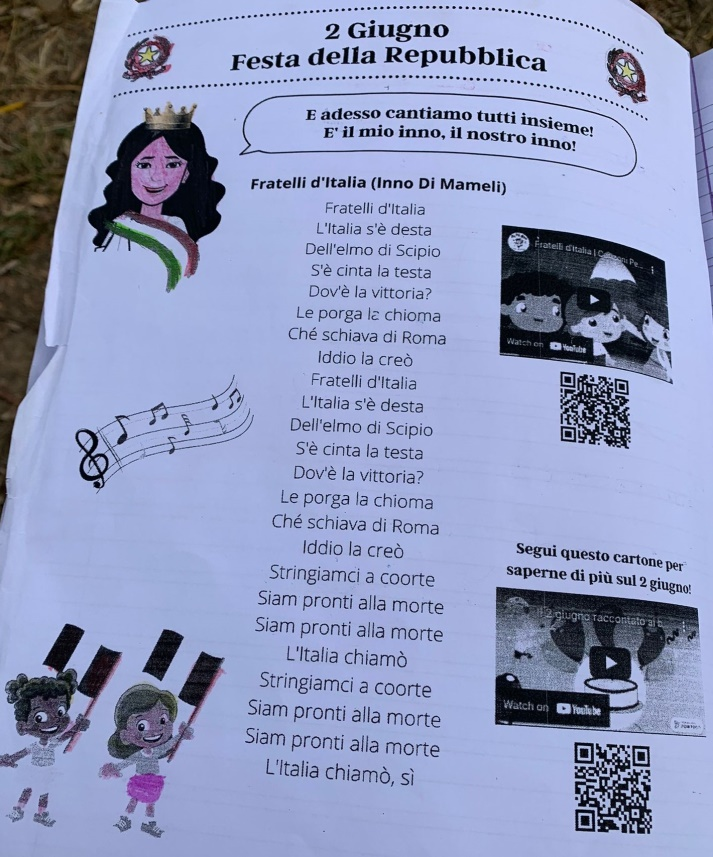 2 Giugno
Festa della Repubblica
E adesso cantiamo tutti insieme!
E' il mio inno, il nostro inno!
Fratelli d'Italia (Inno Di Mameli)
Fratelli d'Italia
L'Italia s'è desta
Dell'elmo di Scipio
S'è cinta la testa
Dov'è la vittoria?
Le porga la chioma
Ché schiava di Roma
Iddio la creò
Fratelli d'Italia
L'Italia s'è desta
Dell'elmo di Scipio
S'è cinta la testa
Dov'è la vittoria?
Le porga la chioma
Ché schiava di Roma
Iddio la creò
Stringiamci a coorte
Siam pronti alla morte
Siam pronti alla morte
L'Italia chiamò
Stringiamci a coorte
Siam pronti alla morte
Siam pronti alla morte
L'Italia chiamò, sì
Fratelli d'Italia | Canzoni Pe...
Watch on YouTube
Segui questo cartone per
saperne di più sul 2 giugno!
2 giugno raccontato ai b...
Watch on YouTube